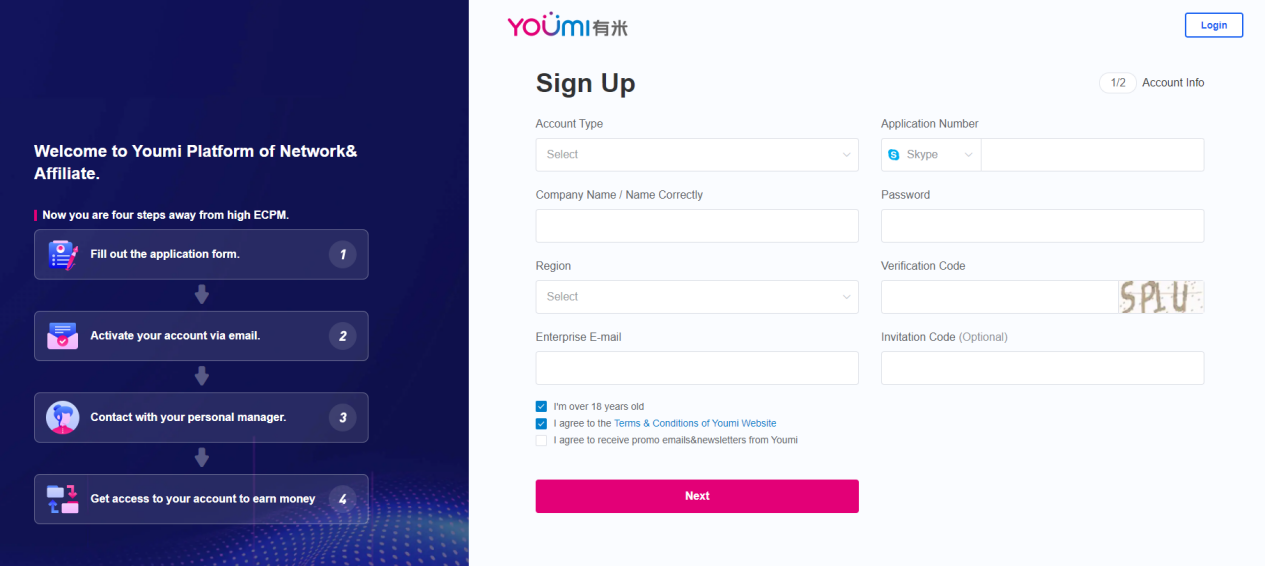 Welcome to Youmi Platform of Network&
Affiliate.
Now you are four steps away from high ECPM.
Fill out the application form.
1
Activate your account via email.
2
Contact with your personal manager.
3
Get access to your account to earn money
4
YOUMI有米
Login
Sign Up
1/2
Account Info
Account Type
Select
Application Number
Skype
Company Name / Name Correctly
Password
Region
Select
Verification Code
Enterprise E-mail
Invitation Code (Optional)
I'm over 18 years old
I agree to the Terms & Conditions of Youmi Website
I agree to receive promo emails&newsletters from Youmi
Next